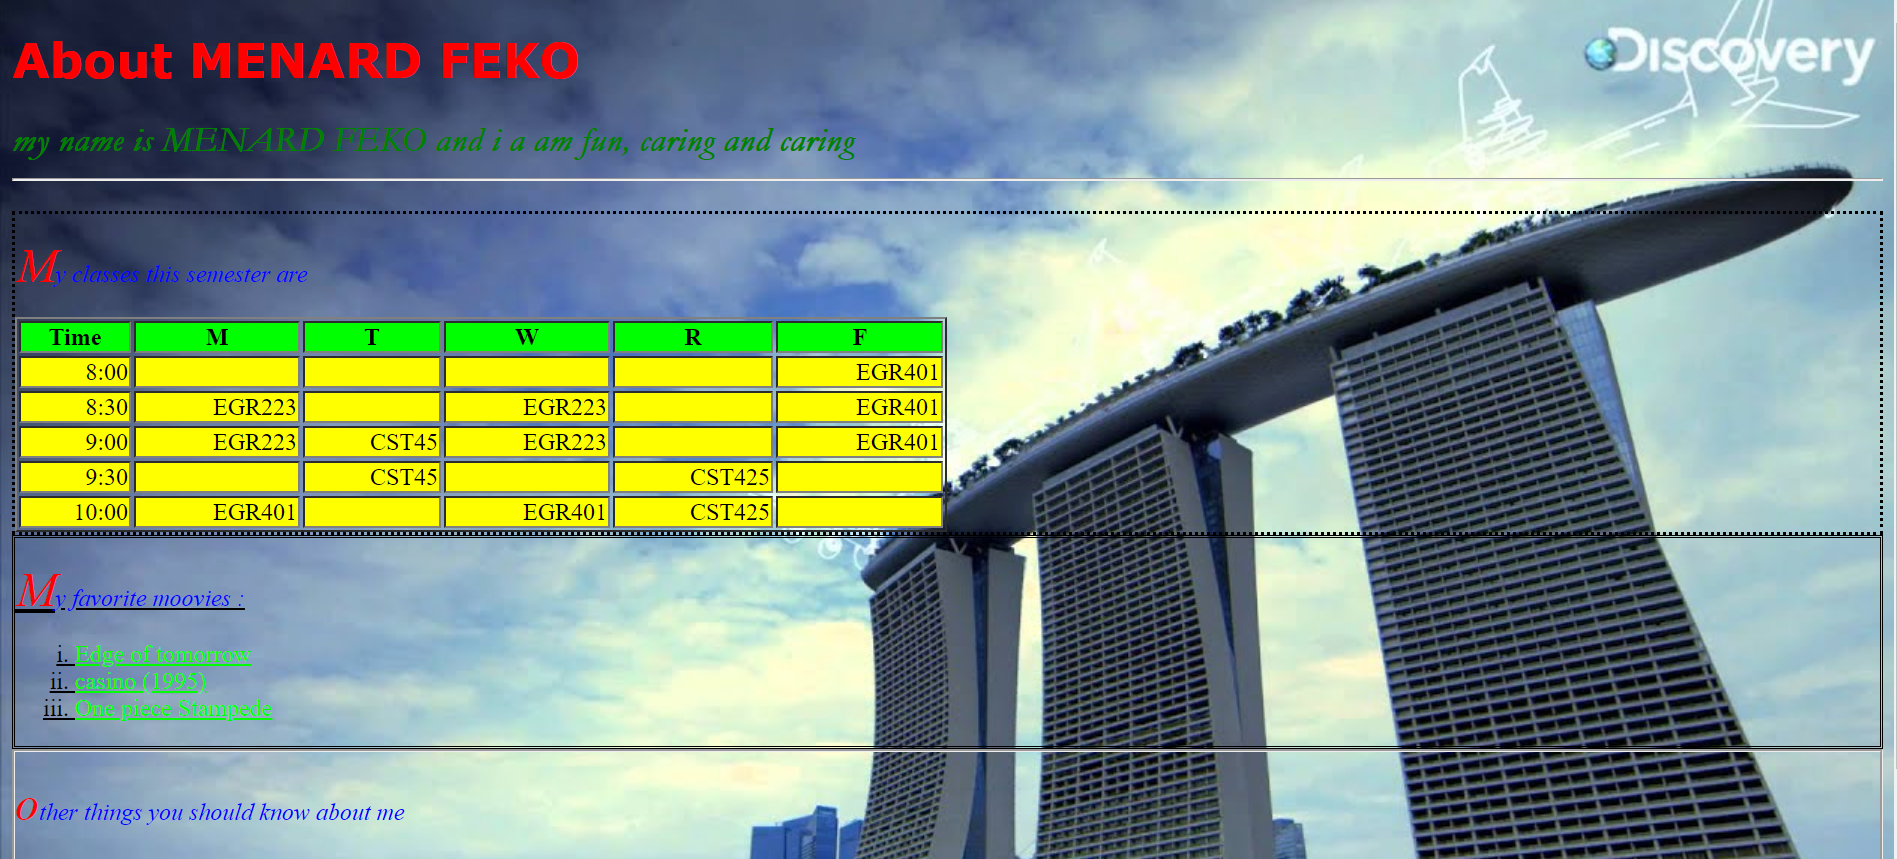 Discovery
About MENARD FEKO
my name is MENARD FEKO and i a am fun, caring and caring
My classes this semester are
Time M T W R F
8:00 EGR401
8:30 EGR223 EGR223 EGR401
9:00 EGR223 CST45 EGR223 EGR401
9:30 CST45 CST425
10:00 EGR401 EGR401 CST425
My favorite moovies :
i. Edge of tomorrow
ii. casino (1995)
iii. One piece Stampede
Other things you should know about me